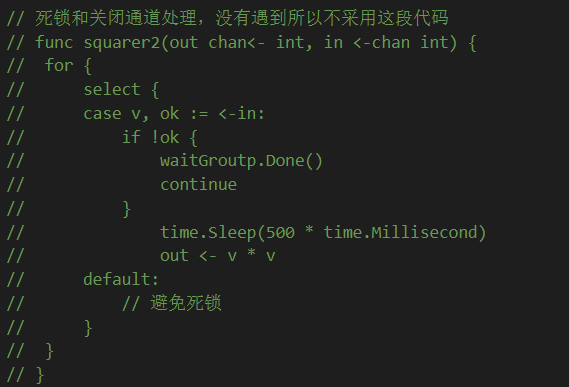 // 死锁和关闭通道处理，没有遇到所以不采用这段代码
// func squarer2(out chan<- int, in <-chan int) {
//  for {
//      select {
//      case v, ok := <-in:
//          if !ok {
//              waitGroutp.Done()
//              continue
//          }
//              time.Sleep(500 * time.Millisecond)
//              out <- v * v
//      default:
//          // 避免死锁
//      }
//  }
// }